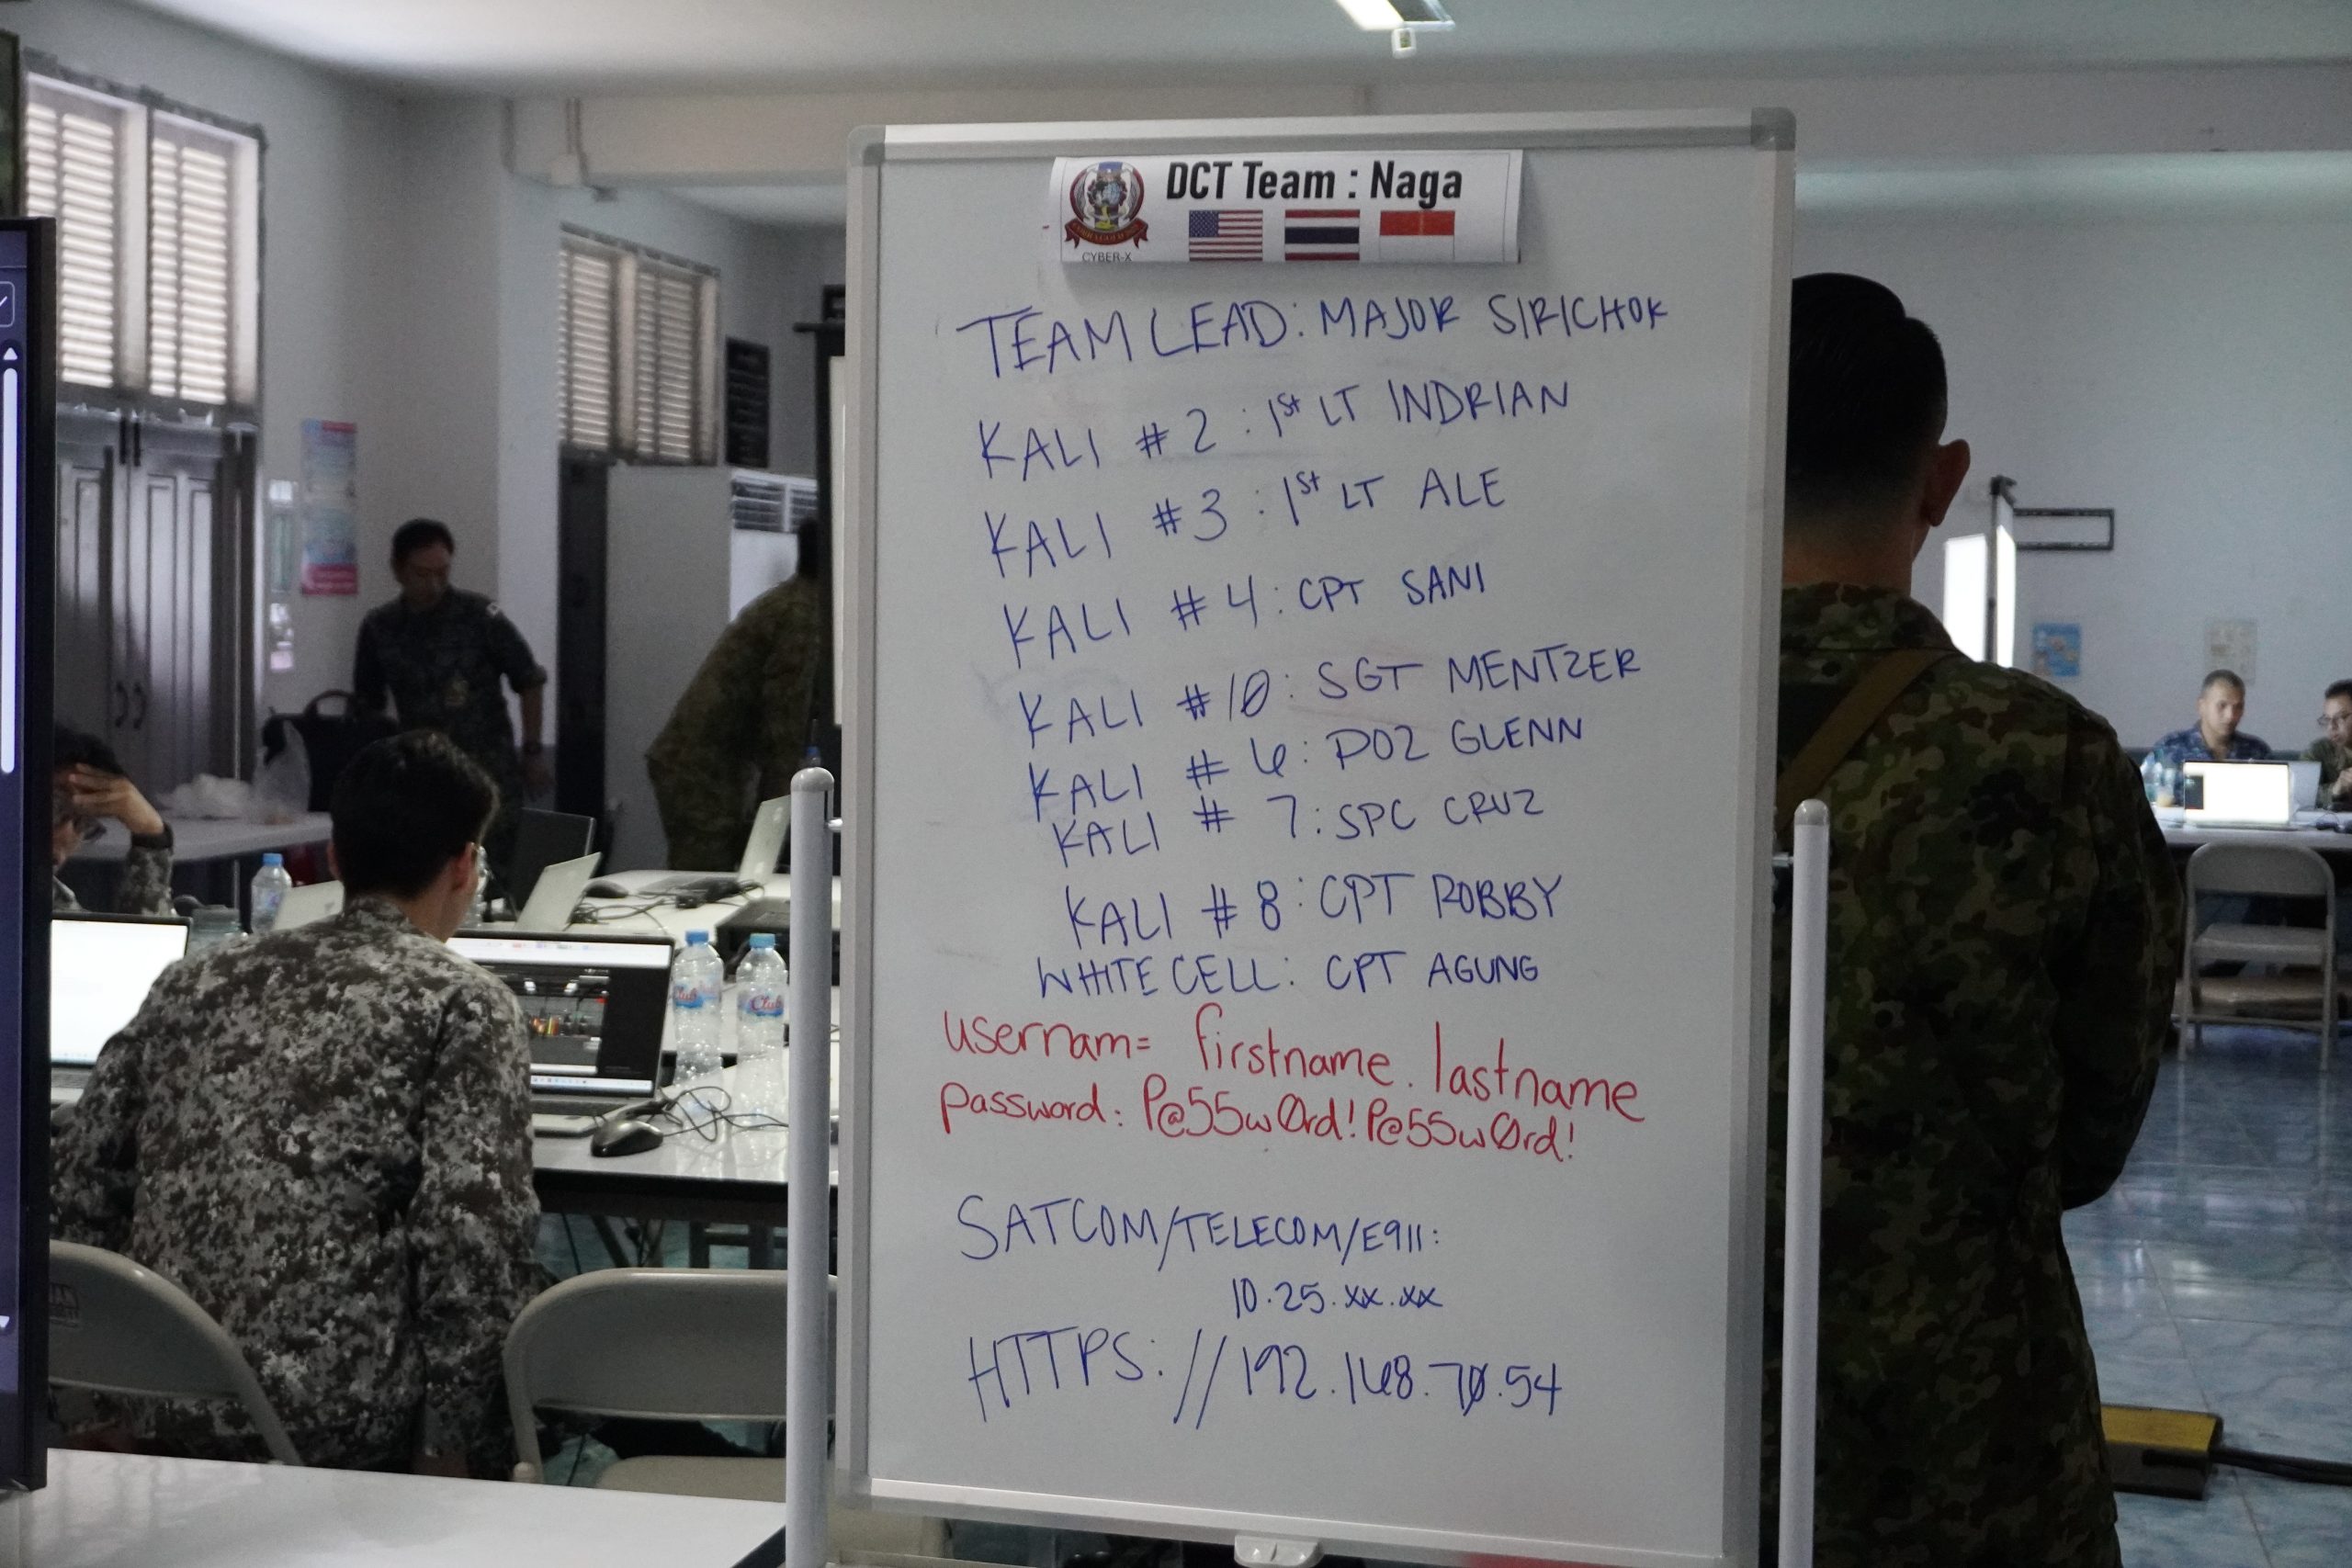 DCT Team : Naga
CYBER-X
TEAM LEAD: MAJOR SIRICHOK
KALI #2 : 1st LT INDRIAN
KALI #3 : 1st LT ALE
KALI #4 : CPT SANI
KALI #10 : SGT MENTZER
KALI #6 : PO2 GLENN
KALI #7 : SPC CRUZ
KALI #8 : CPT ROBBY
WHITE CELL: CPT AGUNG
usernam= firstname.lastname
password: P@55w0rd!P@55w0rd!
SATCOM/TELECOM/E911:
10.25.xx.xx
HTTPS://192.168.70.54
Club